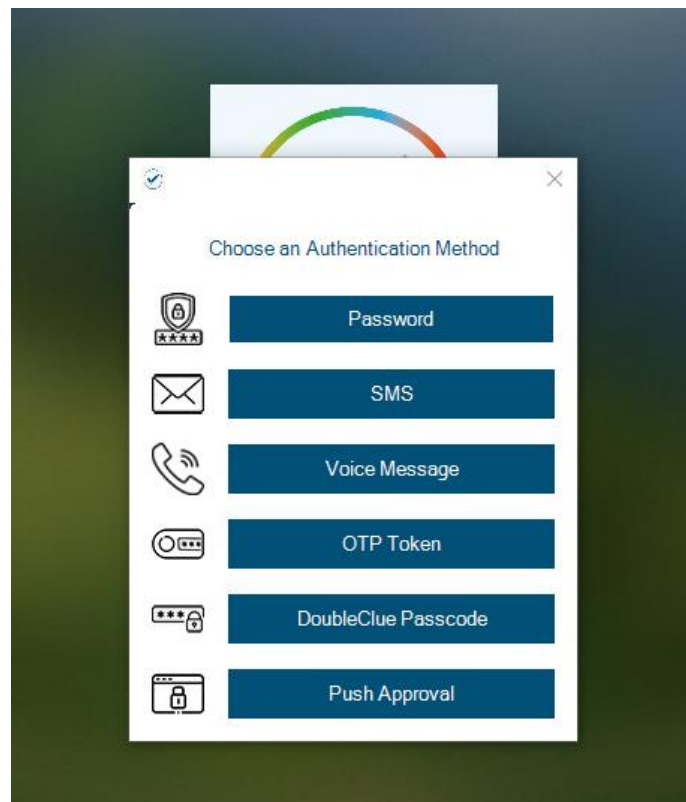 Choose an Authentication Method
Password
SMS
Voice Message
OTP Token
DoubleClue Passcode
Push Approval